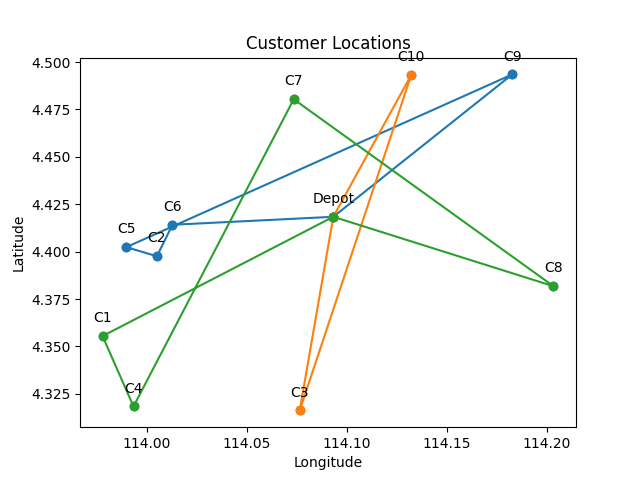 Customer Locations
4.500
4.475
4.450
4.425
4.400
4.375
4.350
4.325
Latitude
C10
C9
C7
Depot
C6
C5
C2
C8
C1
C4
C3
114.00
114.05
114.10
114.15
114.20
Longitude